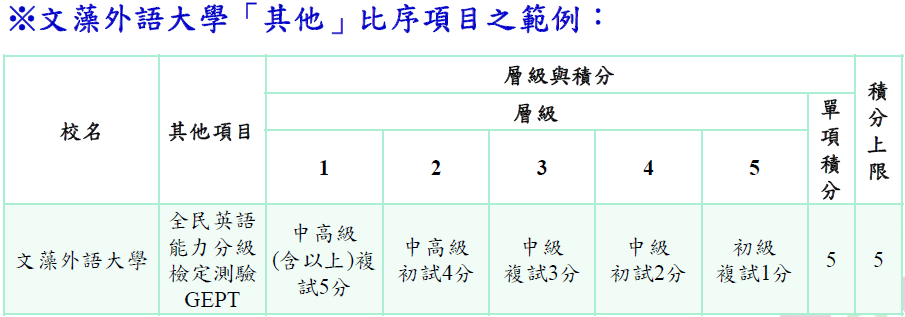 ※文藻外語大學「其他」比序項目之範例：
校名
其他項目
層級與積分
積分上限
層級
單項積分
1
2
3
4
5
文藻外語大學
全民英語
能力分級
檢定測驗
GEPT
中高級
(含以上)複
試5分
中高級
初試4分
中級
複試3分
中級
初試2分
初級
複試1分
5
5